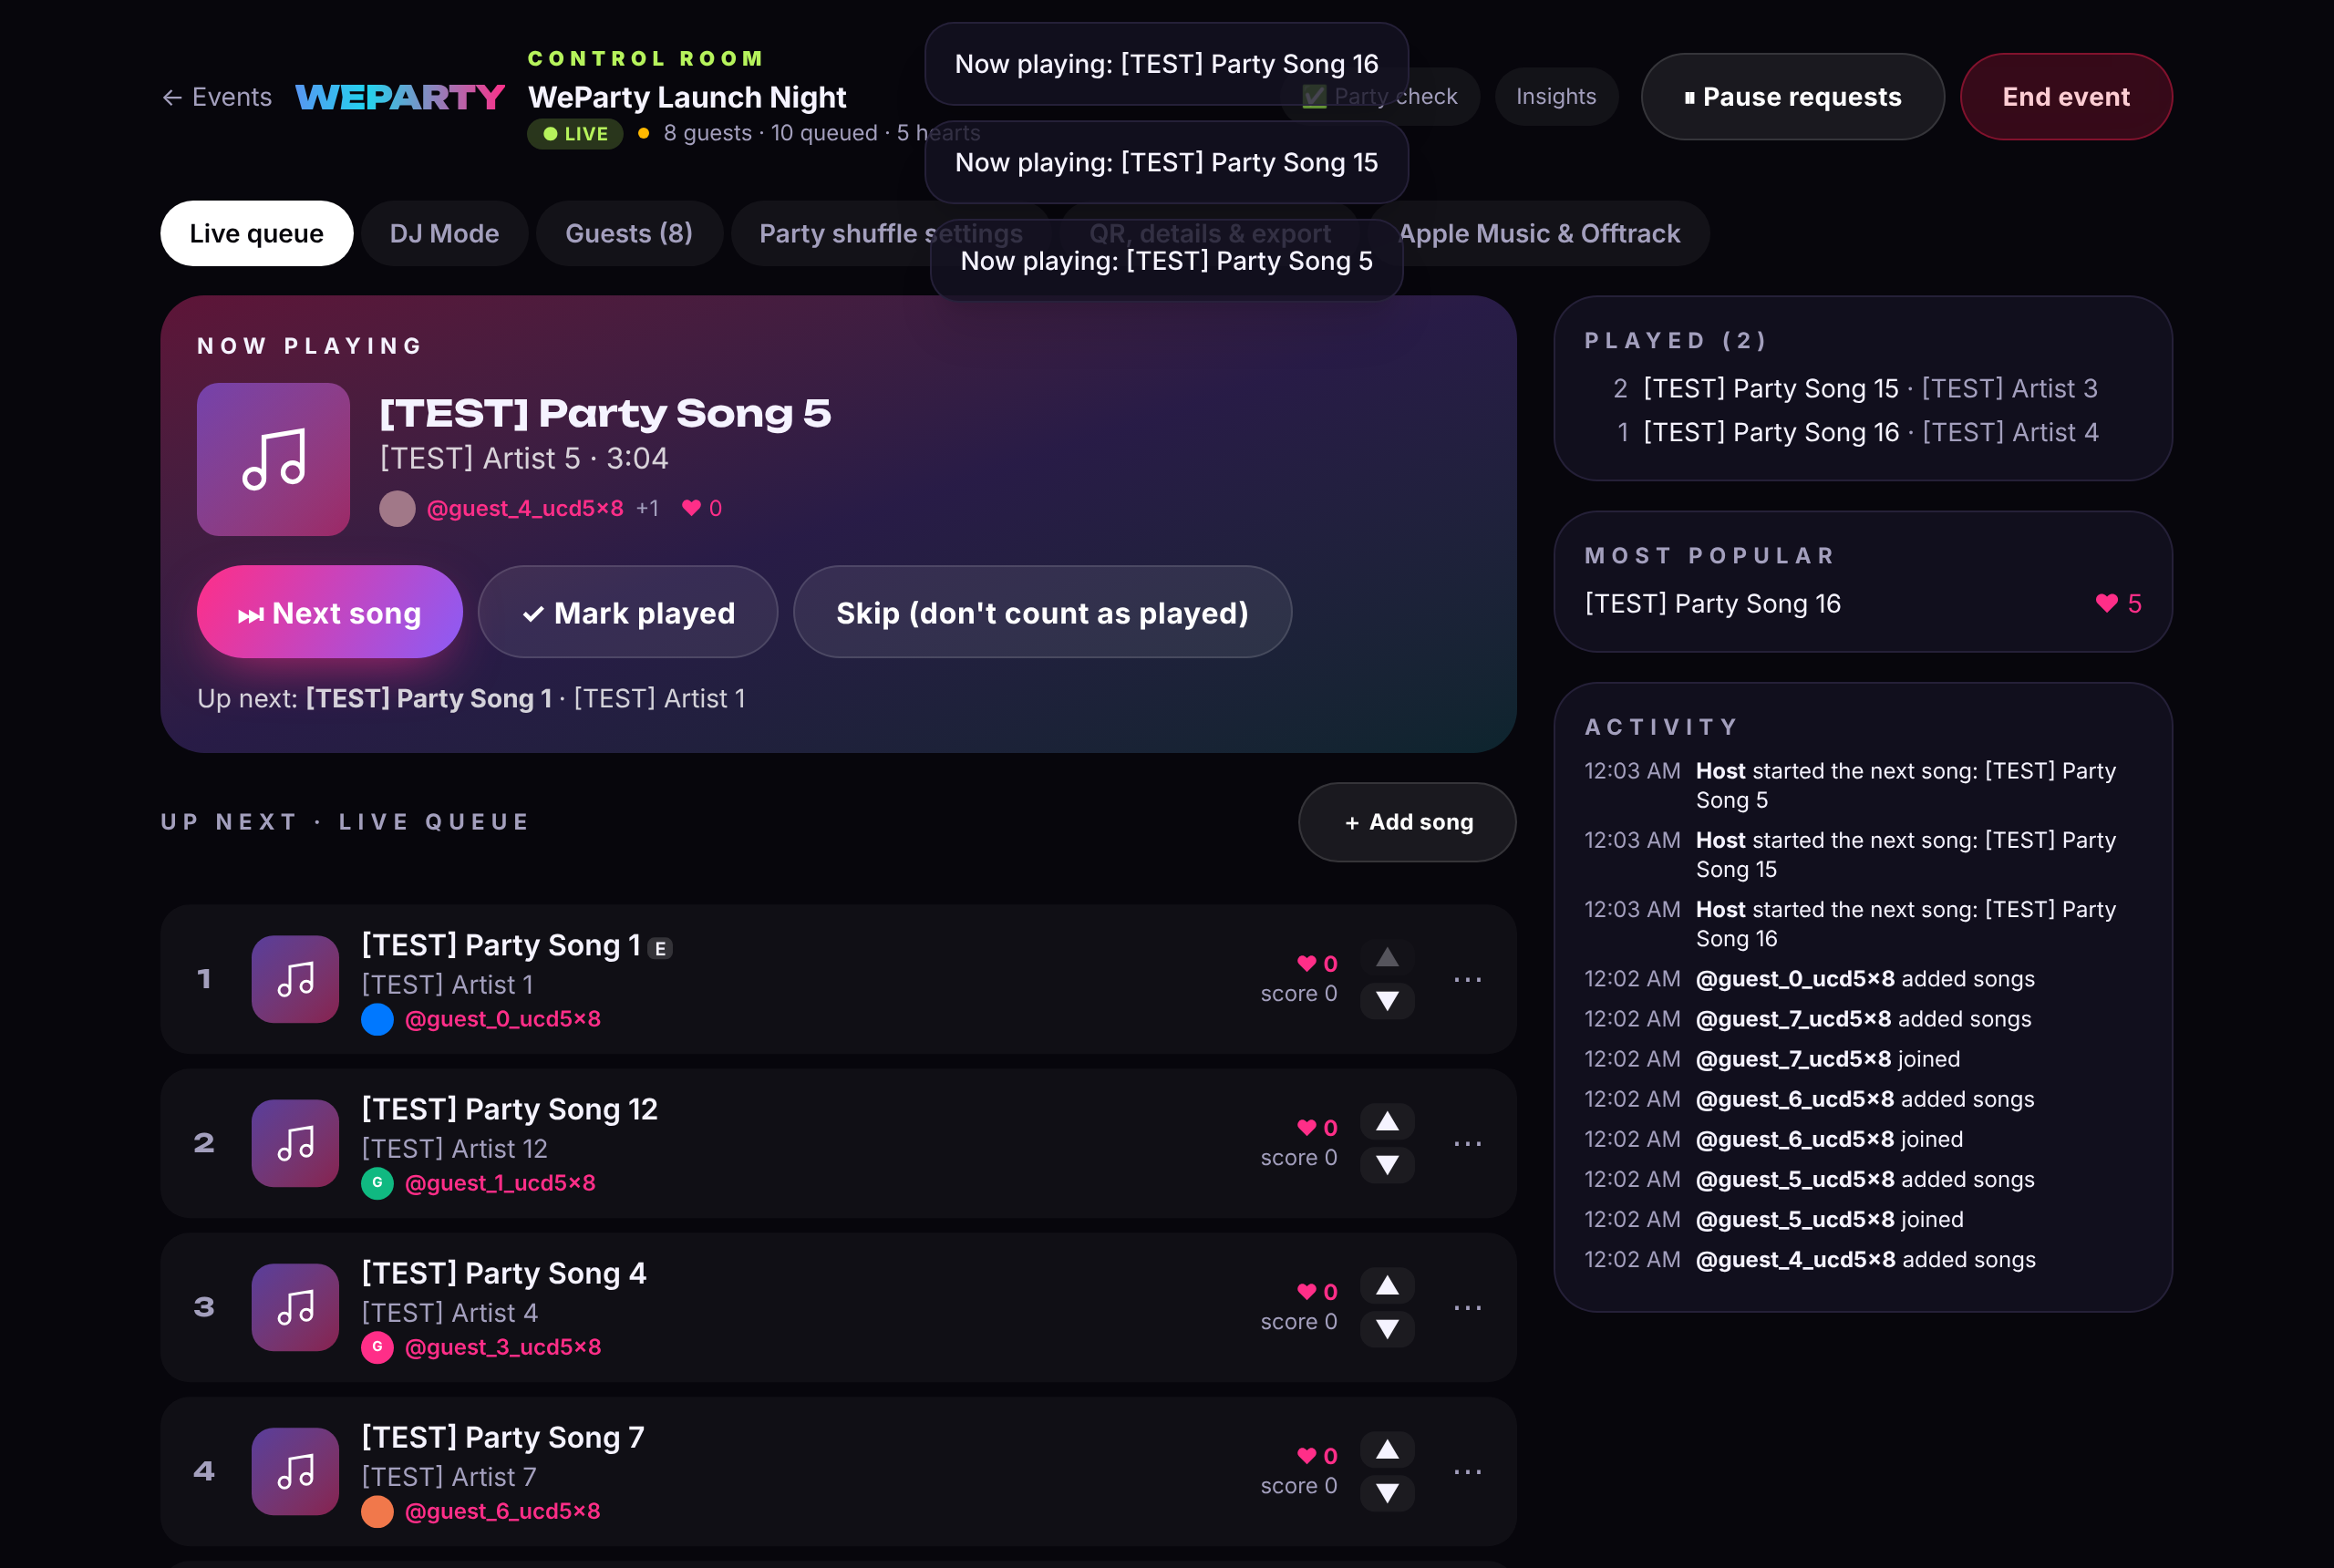 Now playing: [TEST] Party Song 16
Now playing: [TEST] Party Song 15
Now playing: [TEST] Party Song 5
← Events
WEPARTY
CONTROL ROOM
WeParty Launch Night
LIVE
8 guests · 10 queued · 5 hearts
✅ Party check
Insights
⏸ Pause requests
End event
Live queue
DJ Mode
Guests (8)
Party shuffle settings
QR, details & export
Apple Music & Offtrack
NOW PLAYING
[TEST] Party Song 5
[TEST] Artist 5 · 3:04
@guest_4_ucd5x8 +1 ♥ 0
⏭ Next song
✓ Mark played
Skip (don't count as played)
Up next: [TEST] Party Song 1 · [TEST] Artist 1
UP NEXT · LIVE QUEUE
+ Add song
1
[TEST] Party Song 1 E
[TEST] Artist 1
@guest_0_ucd5x8
♥ 0
score 0
▲
▼
⋯
2
[TEST] Party Song 12
[TEST] Artist 12
G @guest_1_ucd5x8
♥ 0
score 0
▲
▼
⋯
3
[TEST] Party Song 4
[TEST] Artist 4
G @guest_3_ucd5x8
♥ 0
score 0
▲
▼
⋯
4
[TEST] Party Song 7
[TEST] Artist 7
@guest_6_ucd5x8
♥ 0
score 0
▲
▼
⋯
PLAYED (2)
2 [TEST] Party Song 15 · [TEST] Artist 3
1 [TEST] Party Song 16 · [TEST] Artist 4
MOST POPULAR
[TEST] Party Song 16 ♥ 5
ACTIVITY
12:03 AM Host started the next song: [TEST] Party
Song 5
12:03 AM Host started the next song: [TEST] Party
Song 15
12:03 AM Host started the next song: [TEST] Party
Song 16
12:02 AM @guest_0_ucd5x8 added songs
12:02 AM @guest_7_ucd5x8 added songs
12:02 AM @guest_7_ucd5x8 joined
12:02 AM @guest_6_ucd5x8 added songs
12:02 AM @guest_6_ucd5x8 joined
12:02 AM @guest_5_ucd5x8 added songs
12:02 AM @guest_5_ucd5x8 joined
12:02 AM @guest_4_ucd5x8 added songs